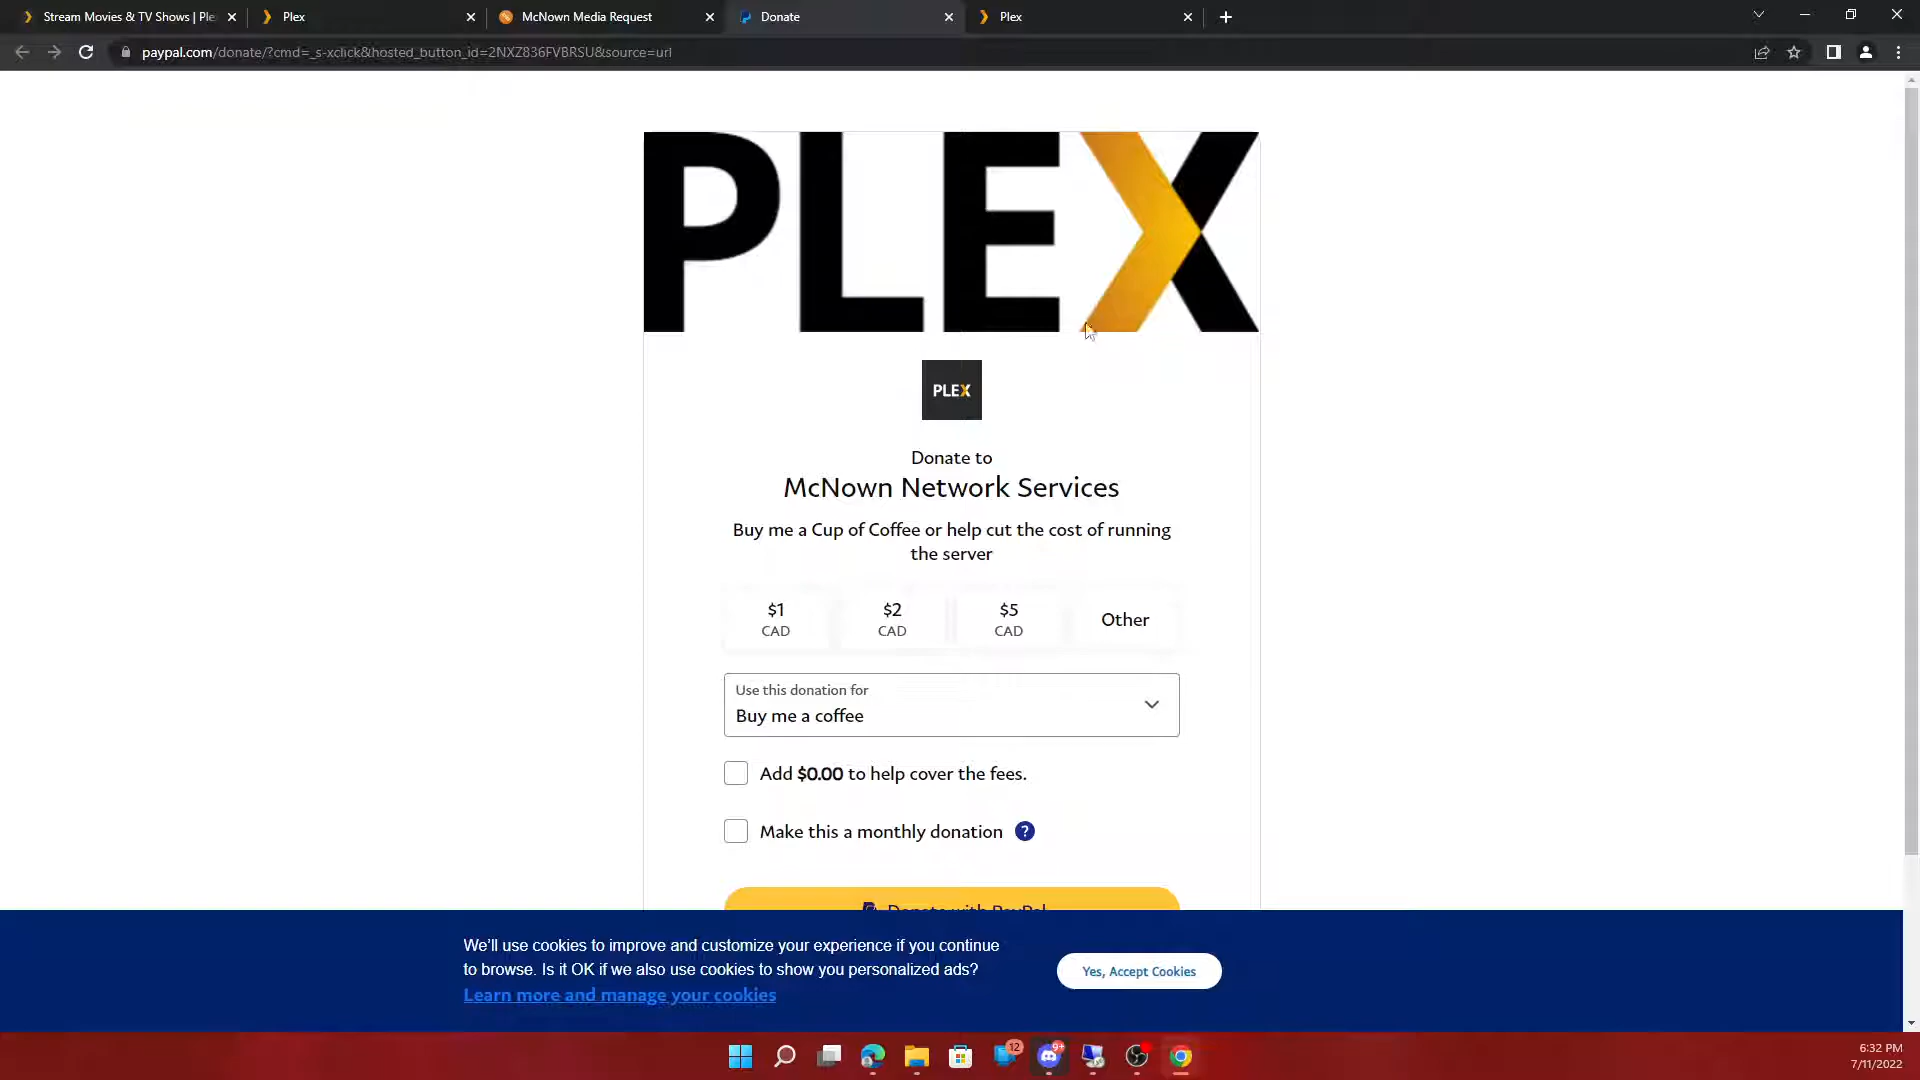 Stream Movies & TV Shows | Ple
Plex
McNown Media Request
Donate
Plex
paypal.com/donate/?cmd=_s-xclick&hosted_button_id=2NXZ836FVBRSU&source=url
PLEX
PLEX
Donate to
McNown Network Services
Buy me a Cup of Coffee or help cut the cost of running
the server
$1 $2 $5 Other
CAD CAD CAD
Use this donation for
Buy me a coffee
Add $0.00 to help cover the fees.
Make this a monthly donation ?
Donate with PayPal
We'll use cookies to improve and customize your experience if you continue
to browse. Is it OK if we also use cookies to show you personalized ads?
Learn more and manage your cookies
Yes, Accept Cookies
12
9+
6:32 PM
7/11/2022